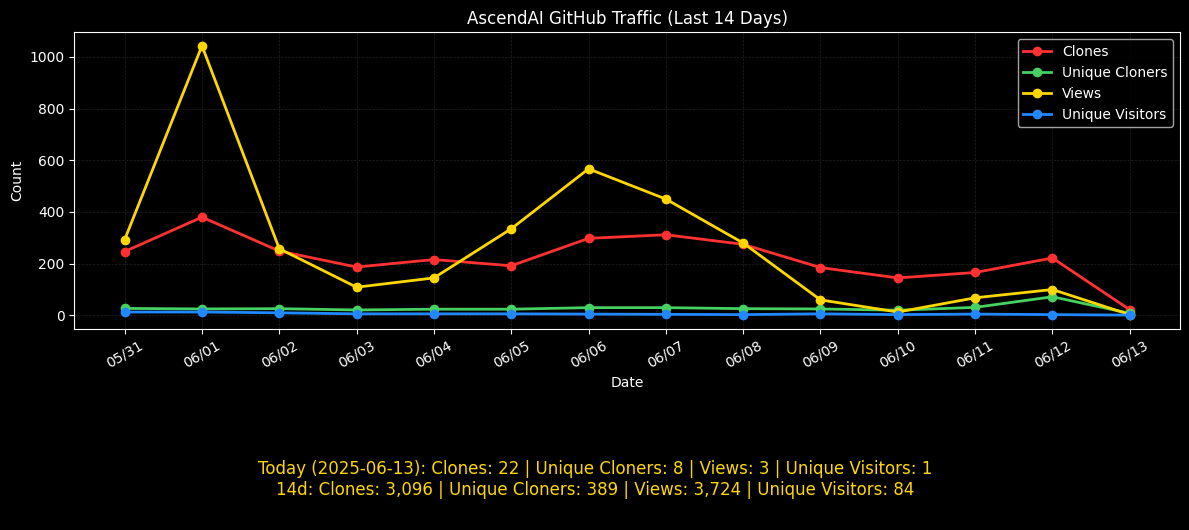 AscendAI GitHub Traffic (Last 14 Days)
Clones
Unique Cloners
Views
Unique Visitors
Count
1000
800
600
400
200
0
05/31
06/01
06/02
06/03
06/04
06/05
06/06
06/07
06/08
06/09
06/10
06/11
06/12
06/13
Date
Today (2025-06-13): Clones: 22 | Unique Cloners: 8 | Views: 3 | Unique Visitors: 1
14d: Clones: 3,096 | Unique Cloners: 389 | Views: 3,724 | Unique Visitors: 84